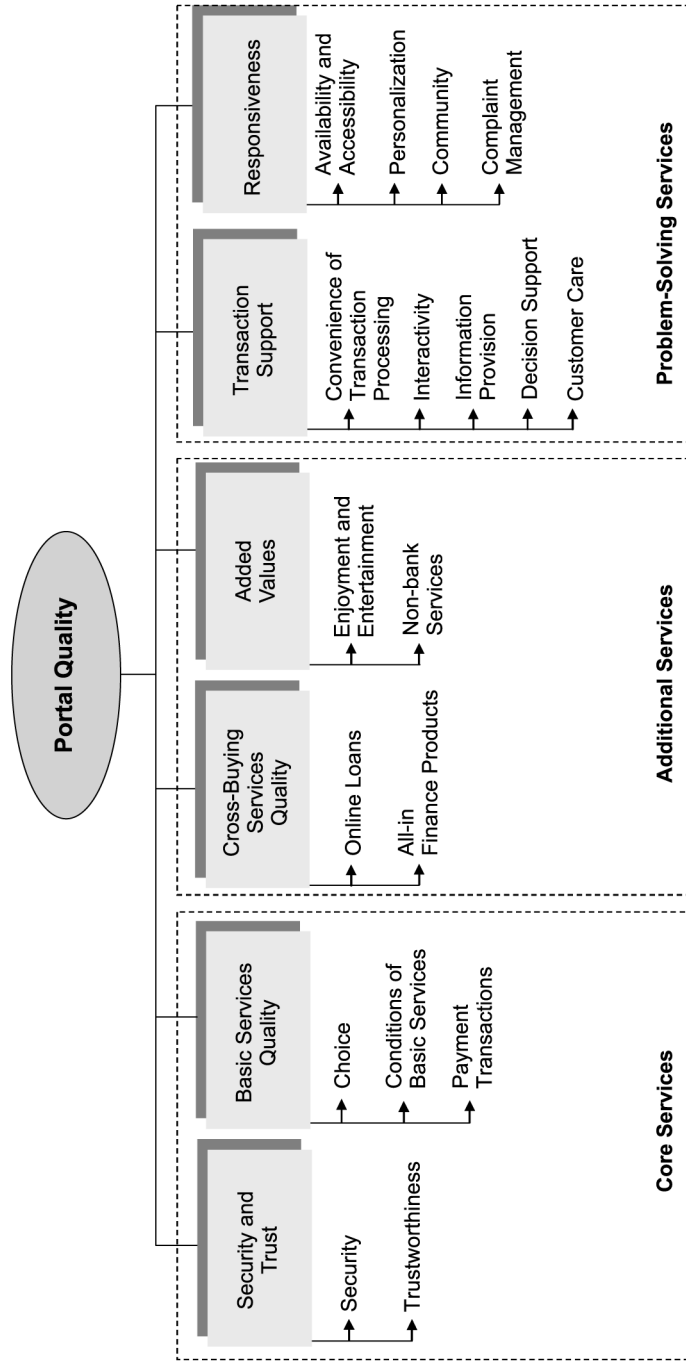 Portal Quality
Security and
Trust
Security
Trustworthiness
Basic Services
Quality
Choice
Conditions of
Basic Services
Payment
Transactions
Core Services
Cross-Buying
Services
Quality
Online Loans
All-in
Finance Products
Added
Values
Enjoyment and
Entertainment
Non-bank
Services
Additional Services
Transaction
Support
Convenience of
Transaction
Processing
Interactivity
Information
Provision
Decision Support
Customer Care
Responsiveness
Availability and
Accessibility
Personalization
Community
Complaint
Management
Problem-Solving Services